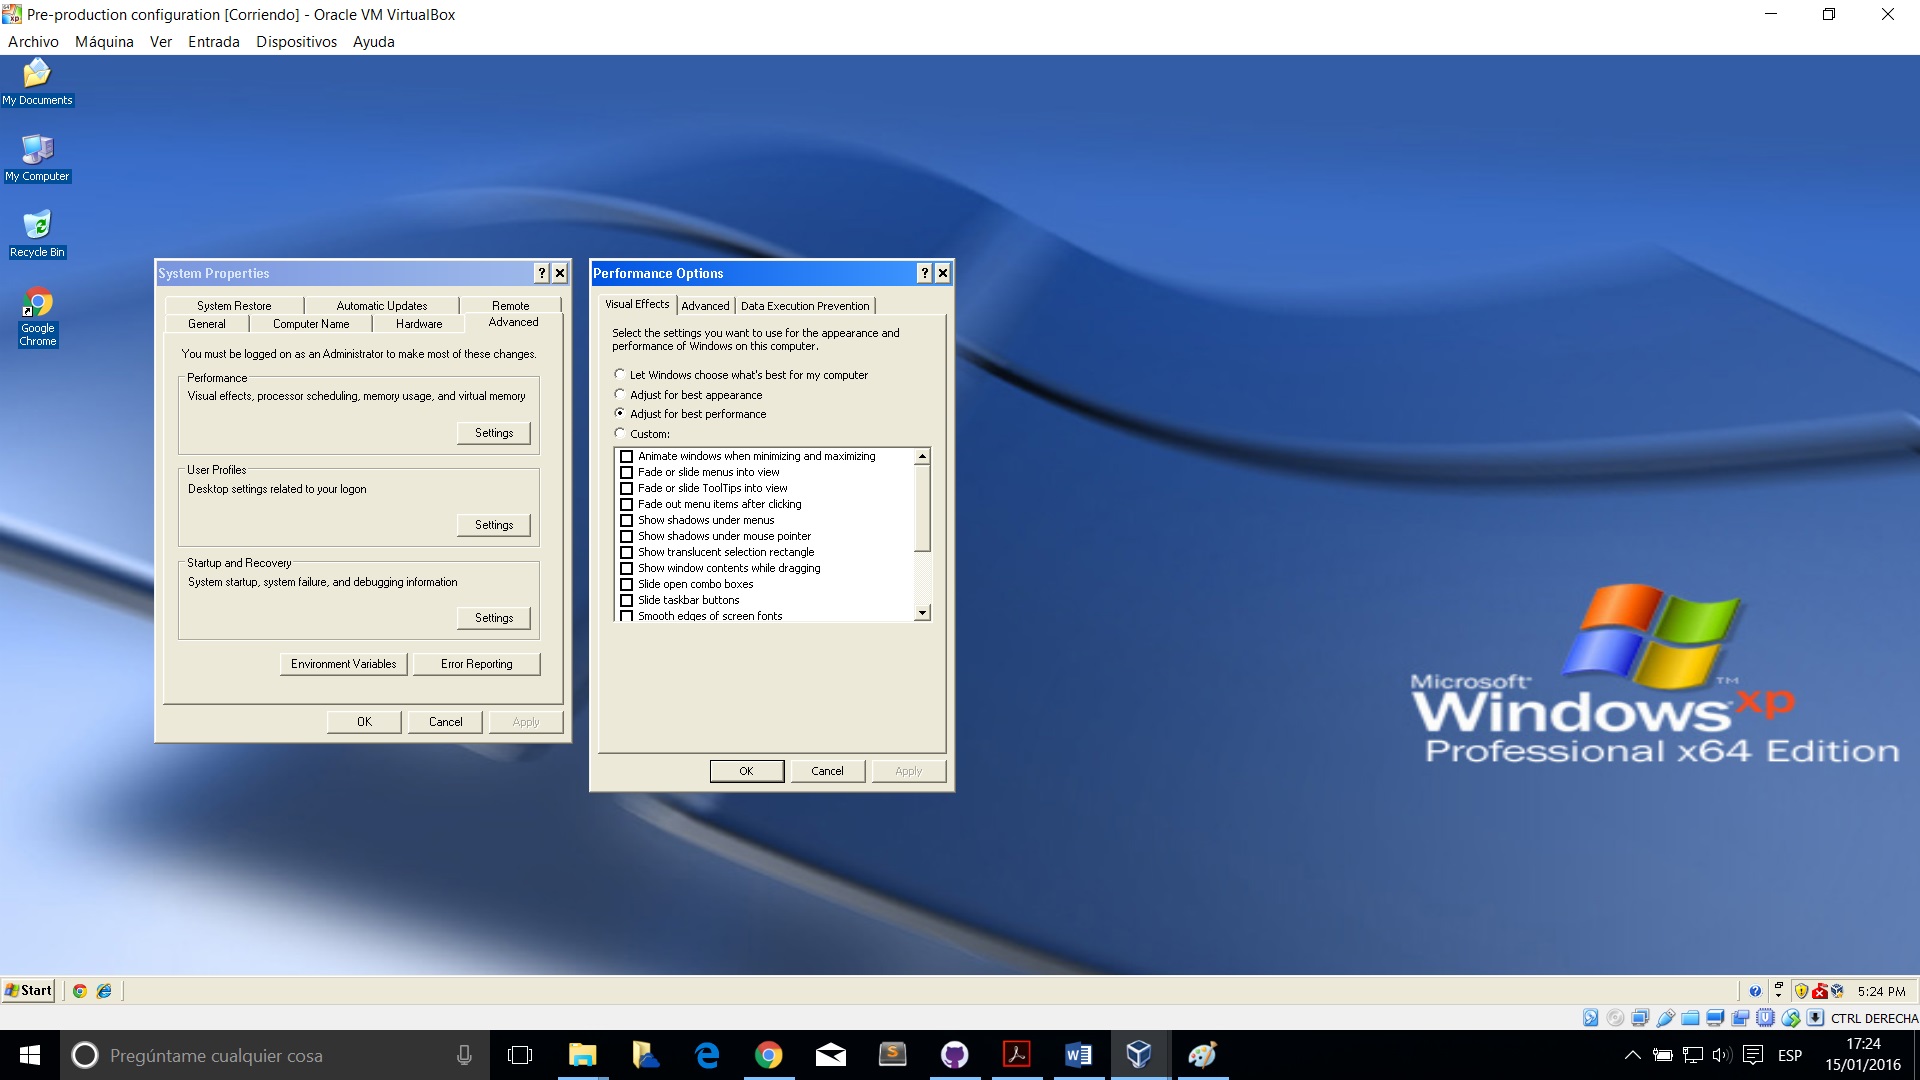 Pre-production configuration [Corriendo] - Oracle VM VirtualBox
Archivo Máquina Ver Entrada Dispositivos Ayuda
My Documents
My Computer
Recycle Bin
Google
Chrome
System Properties
System Restore Automatic Updates Remote
General Computer Name Hardware Advanced
You must be logged on as an Administrator to make most of these changes.
Performance
Visual effects, processor scheduling, memory usage, and virtual memory
Settings
User Profiles
Desktop settings related to your logon
Settings
Startup and Recovery
System startup, system failure, and debugging information
Settings
Environment Variables Error Reporting
OK Cancel Apply
Performance Options
Visual Effects Advanced Data Execution Prevention
Select the settings you want to use for the appearance and
performance of Windows on this computer.
Let Windows choose what's best for my computer
Adjust for best appearance
Adjust for best performance
Custom:
Animate windows when minimizing and maximizing
Fade or slide menus into view
Fade or slide ToolTips into view
Fade out menu items after clicking
Show shadows under menus
Show shadows under mouse pointer
Show translucent selection rectangle
Show window contents while dragging
Slide open combo boxes
Slide taskbar buttons
Smooth edges of screen fonts
OK Cancel Apply
Microsoft
Windows xp
Professional x64 Edition
Start
5:24 PM
CTRL DERECHA
Pregúntame cualquier cosa
ESP
17:24
15/01/2016